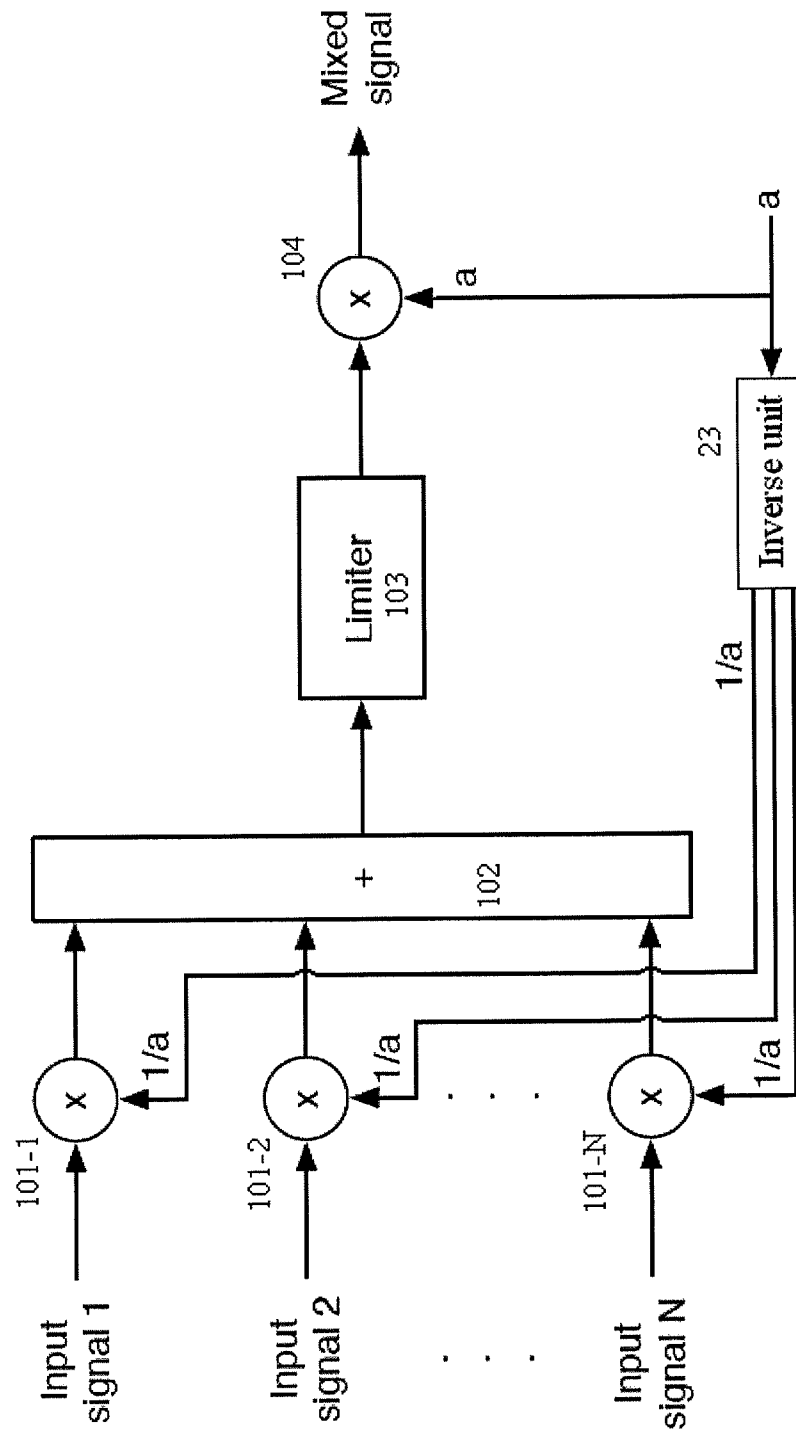 Input
signal 1
101-1
x
1/a
Input
signal 2
101-2
x
1/a
. . .
. . .
Input
signal N
101-N
x
1/a
+
102
Limiter
103
104
x
a
Mixed
signal
1/a
23
Inverse unit
a